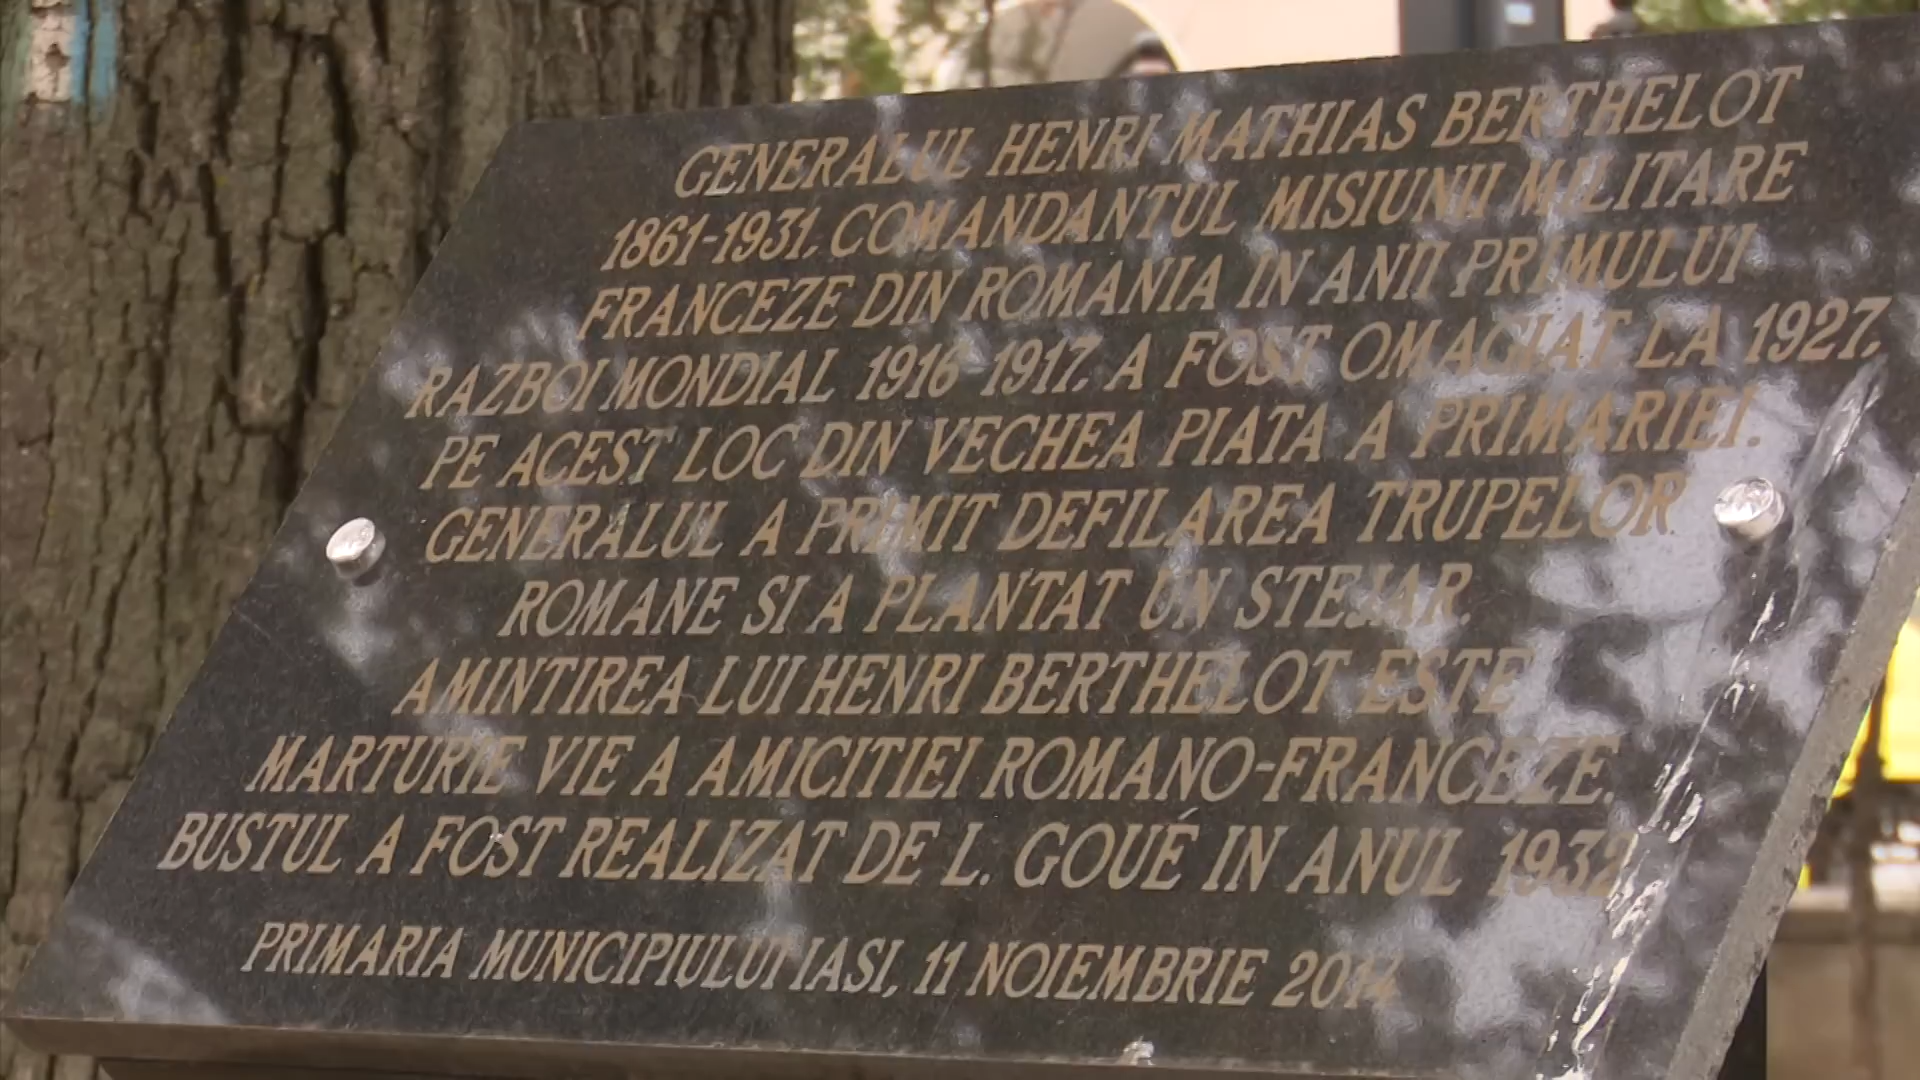 GENERALUL HENRI MATHIAS BERTHELOT
1861-1931, COMANDANTUL MISIUNII MILITARE
FRANCEZE DIN ROMANIA IN ANII PRIMULUI
RAZBOI MONDIAL 1916-1917, A FOST OMAGIAT LA 1927,
PE ACEST LOC DIN VECHEA PIATA A PRIMARIEI.
GENERALUL A PRIMIT DEFILAREA TRUPELOR
ROMANE SI A PLANTAT UN STEJAR.
AMINTIREA LUI HENRI BERTHELOT ESTE
MARTURIE VIE A AMICITIEI ROMANO-FRANCEZE.
BUSTUL A FOST REALIZAT DE L. GOUÉ IN ANUL 1932
PRIMARIA MUNICIPIULUI IASI, 11 NOIEMBRIE 2014